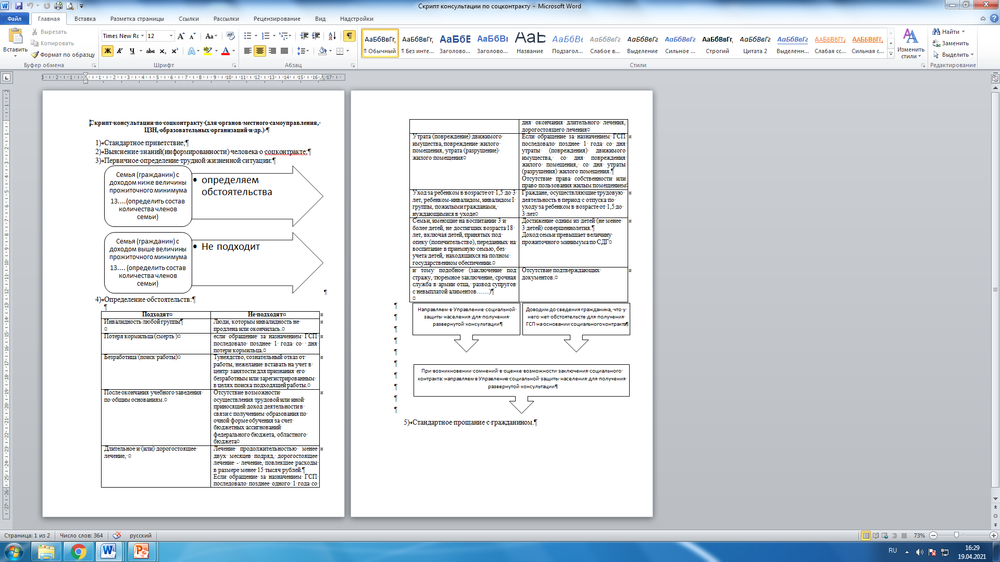 Скрипт консультации по соцконтракту - Microsoft Word
Файл
Главная
Вставка
Разметка страницы
Ссылки
Рассылки
Рецензирование
Вид
Надстройки
Вставить
Вырезать
Копировать
Формат по образцу
Буфер обмена
Times New Rc
12
Шрифт
Абзац
АаБбВвГг,
¶ Обычный
АаБбВвГг,
¶ Без инте...
АаБбЕ
Заголово...
АаБбВı
Заголово...
Название
АаБбВв
Подзагол...
АаБбВвГг
Слабое в...
АаБбВвГг
Выделение
АаБбВвГг
Сильное ...
АаБбВвГг,
Строгий
АаБбВвГг
Цитата 2
АаБбВвГг
Выделенн...
АаБбВвГг,
Слабая сс...
АаБбВвГг,
Сильная с...
Стили
Изменить
стили
Найти
Заменить
Выделить
Редактирование
Скрипт консультации по соцконтракту (для органов местного самоуправления,
ЦЗН, образовательных организаций и др.) ¶
1) Стандартное приветствие;¶
2) Выяснение знаний(информированности) человека о соцконтракте;¶
3) Первичное определение трудной жизненной ситуации:¶
Семья (гражданин) с
доходом ниже величины
прожиточного минимума
13....(определить состав
количества членов
семьи)
• определяем
обстоятельства
Семья (гражданин) с
доходом выше величины
прожиточного минимума
13.... (определить состав
количества членов
семьи)
• Не подходит
¶
4) Определение обстоятельств:¶
¶
Подходят¤
Не подходят¤
Инвалидность любой группы¶
¤
Люди, которым инвалидность не
продлена или окончилась.¤
Потеря кормильца (смерть )¤
если обращение за назначением ГСП
последовало позднее 1 года со дня
потери кормильца.¤
Безработица (поиск работы)¤
Тунеядство, сознательный отказ от
работы, нежелание вставать на учет в
центр занятости для признания его
безработным или зарегистрированным
в целях поиска подходящей работы.¤
После окончания учебного заведения
по общим основаниям.¤
Отсутствие возможности
осуществления трудовой или иной
приносящей доход деятельности в
связи с получением образования по
очной форме обучения за счет
бюджетных ассигнований
федерального бюджета, областного
бюджета¤
Длительное и (или) дорогостоящее
лечение, ¤
Лечение продолжительностью менее
двух месяцев подряд, дорогостоящее
лечение - лечение, повлекшее расходы
в размере менее 15 тысяч рублей.¶
Если обращение за назначением ГСП
последовало позднее одного 1 года со
дня окончания длительного лечения,
дорогостоящего лечения¤
Утрата (повреждение) движимого
имущества, повреждение жилого
помещения, утрата (разрушение)
жилого помещения¤
Если обращение за назначением ГСП
последовало позднее 1 года со дня
утраты (повреждения) движимого
имущества, со дня повреждения
жилого помещения, со дня утраты
(разрушения) жилого помещения.¶
Отсутствие права собственности или
право пользования жилым помещением¤
Уход за ребенком в возрасте от 1,5 до 3
лет, ребенком-инвалидом, инвалидом I
группы, пожилыми гражданами,
нуждающимися в уходе¤
Граждане, осуществляющие трудовую
деятельность в период с отпуска по
уходу за ребенком в возрасте от 1,5 до
3 лет¤
Семьи, имеющие на воспитании 3 и
более детей, не достигших возраста 18
лет, включая детей, принятых под
опеку (попечительство), переданных на
воспитание в приемную семью, без
учета детей, находящихся на полном
государственном обеспечении.¤
Достижение одним из детей (не менее
3 детей) совершеннолетия.¶
Доход семьи превышает величину
прожиточного минимума по СДГ¤
и тому подобное (заключение под
стражу, тюремное заключение, срочная
служба в армии отца, развод супругов
с невыплатой алиментов……)¶
¤
Отсутствие подтверждающих
документов.¤
Направляем в Управление социальной
защиты населения для получения
развернутой консультации¶
Доводим до сведения гражданина, что у
него нет обстоятельств для получения
ГСП на основании социального контракта¶
При возникновении сомнений в оценке возможности заключения социального
контракта: направляем в Управление социальной защиты населения для получения
развернутой консультации¶
5) Стандартное прощание с гражданином.¶
Страница: 1 из 2
Число слов: 364
русский
73%
RU
16:29
19.04.2021